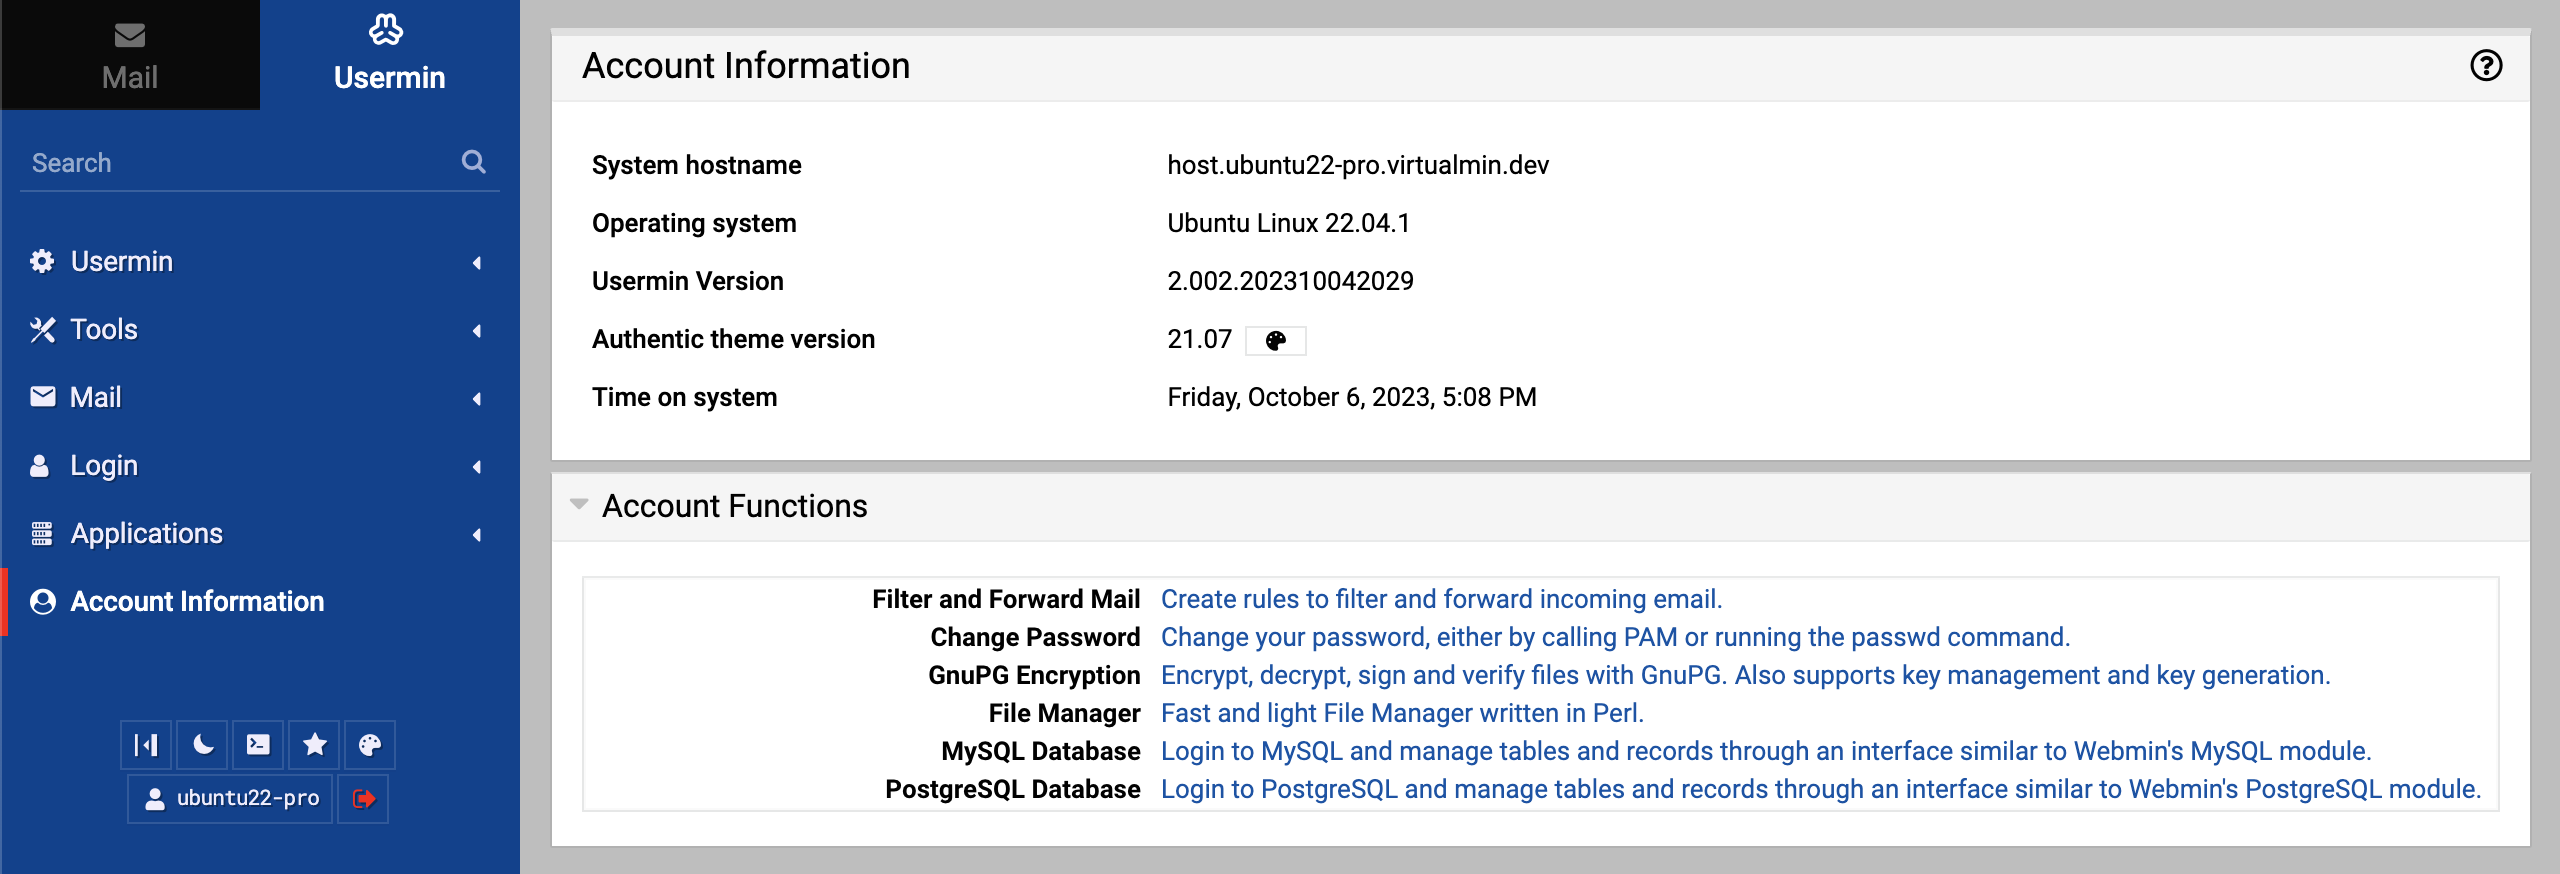 Mail
Usermin
Search
Usermin
Tools
Mail
Login
Applications
Account Information
ubuntu22-pro
Account Information
System hostname host.ubuntu22-pro.virtualmin.dev
Operating system Ubuntu Linux 22.04.1
Usermin Version 2.002.202310042029
Authentic theme version 21.07
Time on system Friday, October 6, 2023, 5:08 PM
Account Functions
Filter and Forward Mail Create rules to filter and forward incoming email.
Change Password Change your password, either by calling PAM or running the passwd command.
GnuPG Encryption Encrypt, decrypt, sign and verify files with GnuPG. Also supports key management and key generation.
File Manager Fast and light File Manager written in Perl.
MySQL Database Login to MySQL and manage tables and records through an interface similar to Webmin's MySQL module.
PostgreSQL Database Login to PostgreSQL and manage tables and records through an interface similar to Webmin's PostgreSQL module.